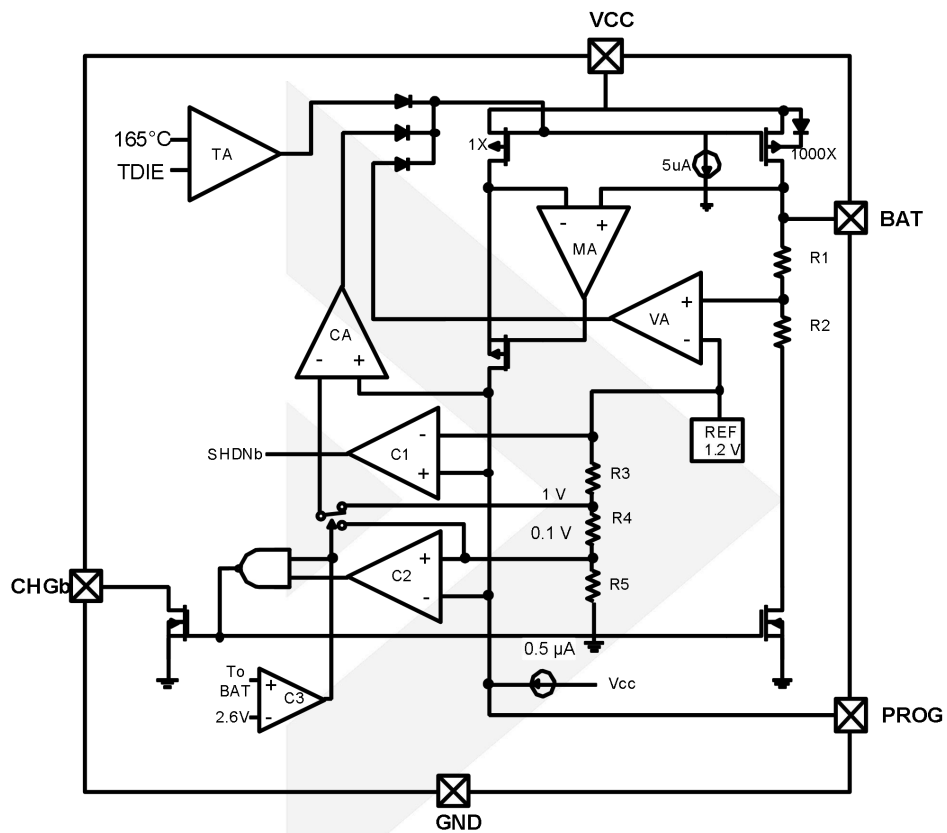 VCC
165°C
TDIE
TA
1X
5uA
1000X
BAT
- +
MA
R1
R2
+
VA
-
CA
- +
REF
1.2 V
SHDNb
-
C1
+
R3
1 V
R4
0.1 V
R5
+
C2
-
CHGb
0.5 µA
Vcc
To
BAT
2.6V
+
C3
-
PROG
GND